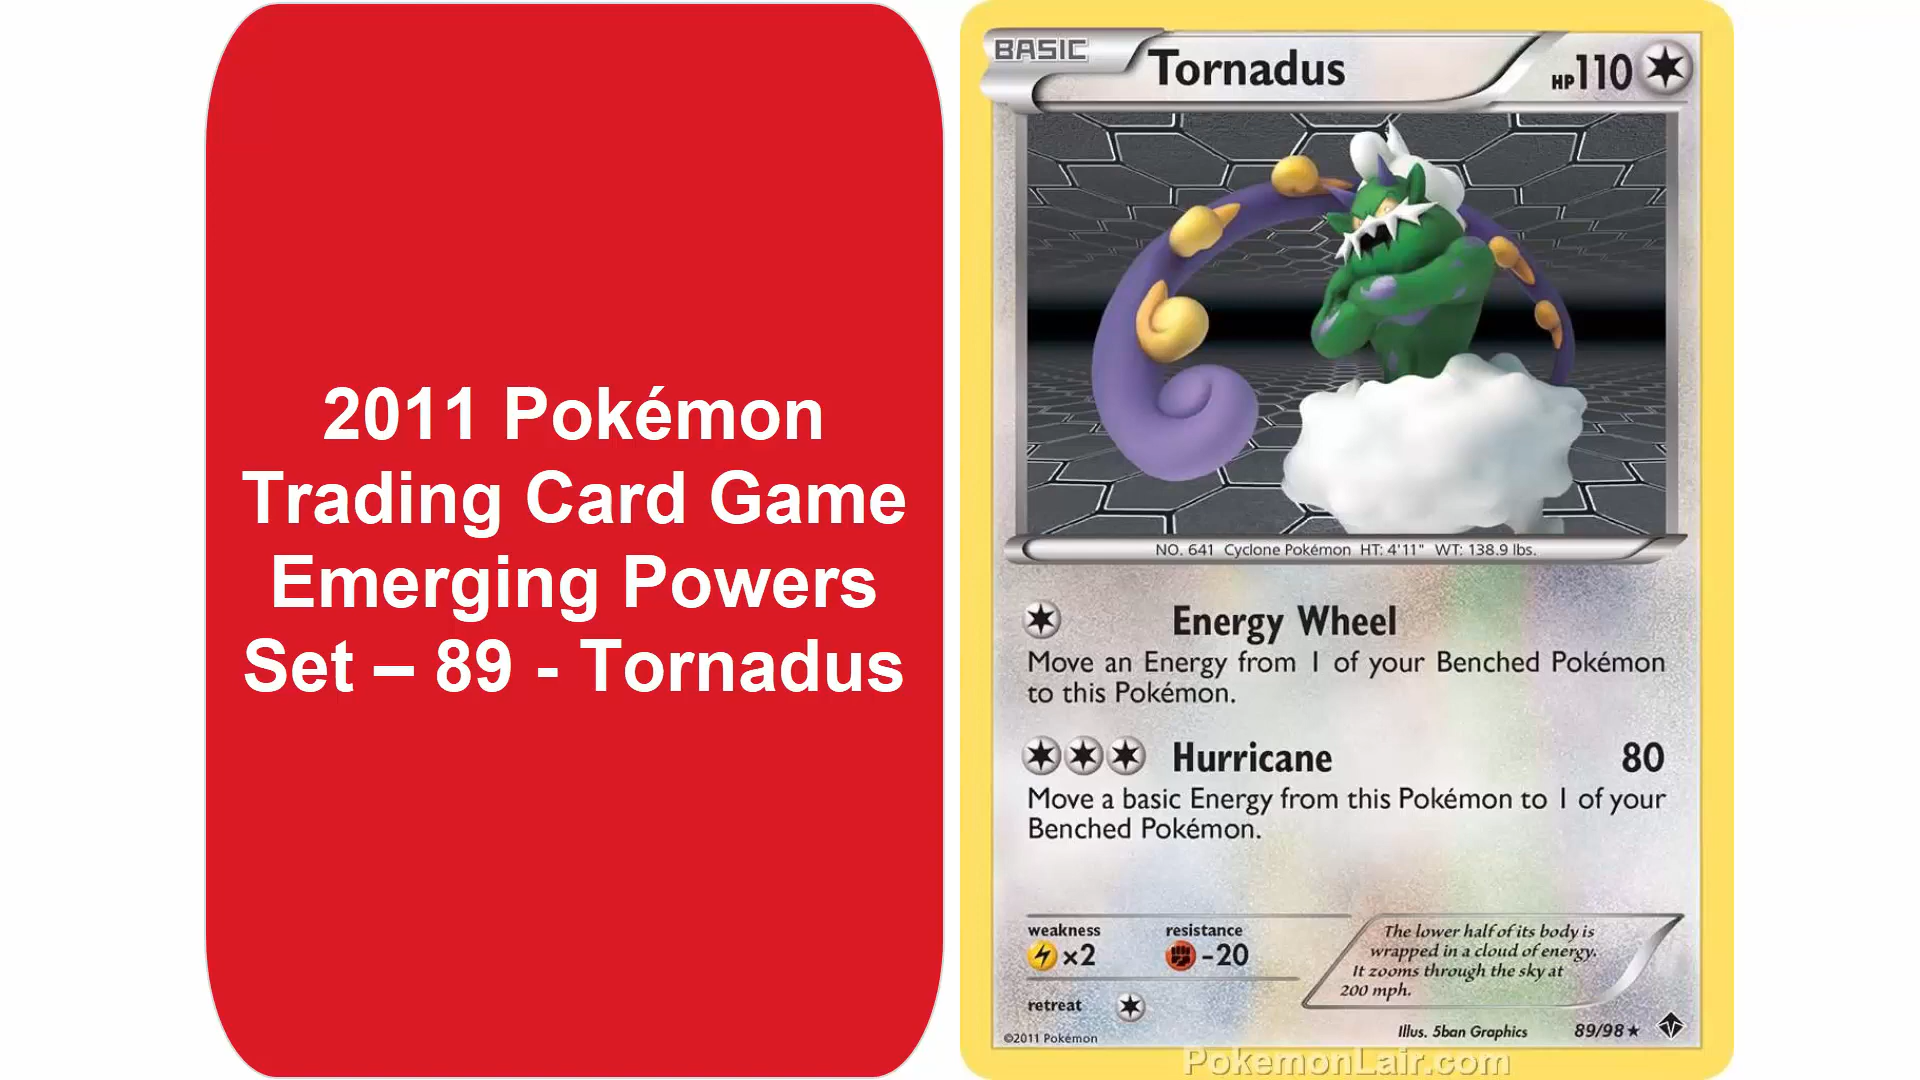 2011 Pokémon
Trading Card Game
Emerging Powers
Set – 89 - Tornadus
BASIC
Tornadus
HP110
NO. 641 Cyclone Pokémon HT: 4'11" WT: 138.9 lbs.
Energy Wheel
Move an Energy from 1 of your Benched Pokémon
to this Pokémon.
Hurricane 80
Move a basic Energy from this Pokémon to 1 of your
Benched Pokémon.
weakness
×2
resistance
-20
retreat
The lower half of its body is
wrapped in a cloud of energy.
It zooms through the sky at
200 mph.
©2011 Pokémon
Illus. 5ban Graphics
89/98
PokemonLair.com